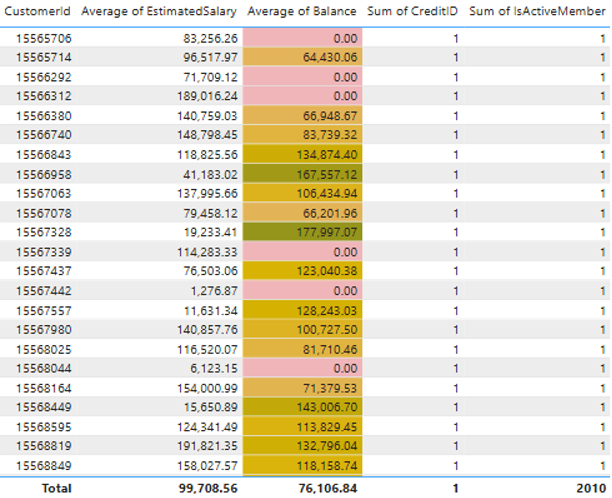 CustomerId Average of EstimatedSalary Average of Balance Sum of CreditID Sum of IsActiveMember
15565706 83,256.26 0.00 1 1
15565714 96,517.97 64,430.06 1 1
15566292 71,709.12 0.00 1 1
15566312 189,016.24 0.00 1 1
15566380 140,759.03 66,948.67 1 1
15566740 148,798.45 83,739.32 1 1
15566843 118,825.56 134,874.40 1 1
15566958 41,183.02 167,557.12 1 1
15567063 137,995.66 106,434.94 1 1
15567078 79,458.12 66,201.96 1 1
15567328 19,233.41 177,997.07 1 1
15567339 114,283.33 0.00 1 1
15567437 76,503.06 123,040.38 1 1
15567442 1,276.87 0.00 1 1
15567557 11,631.34 128,243.03 1 1
15567980 140,857.76 100,727.50 1 1
15568025 116,520.07 81,710.46 1 1
15568044 6,123.15 0.00 1 1
15568164 154,000.99 71,379.53 1 1
15568449 15,650.89 143,006.70 1 1
15568595 124,341.49 113,829.45 1 1
15568819 191,821.35 132,796.04 1 1
15568849 158,027.57 118,158.74 1 1
Total 99,708.56 76,106.84 1 2010